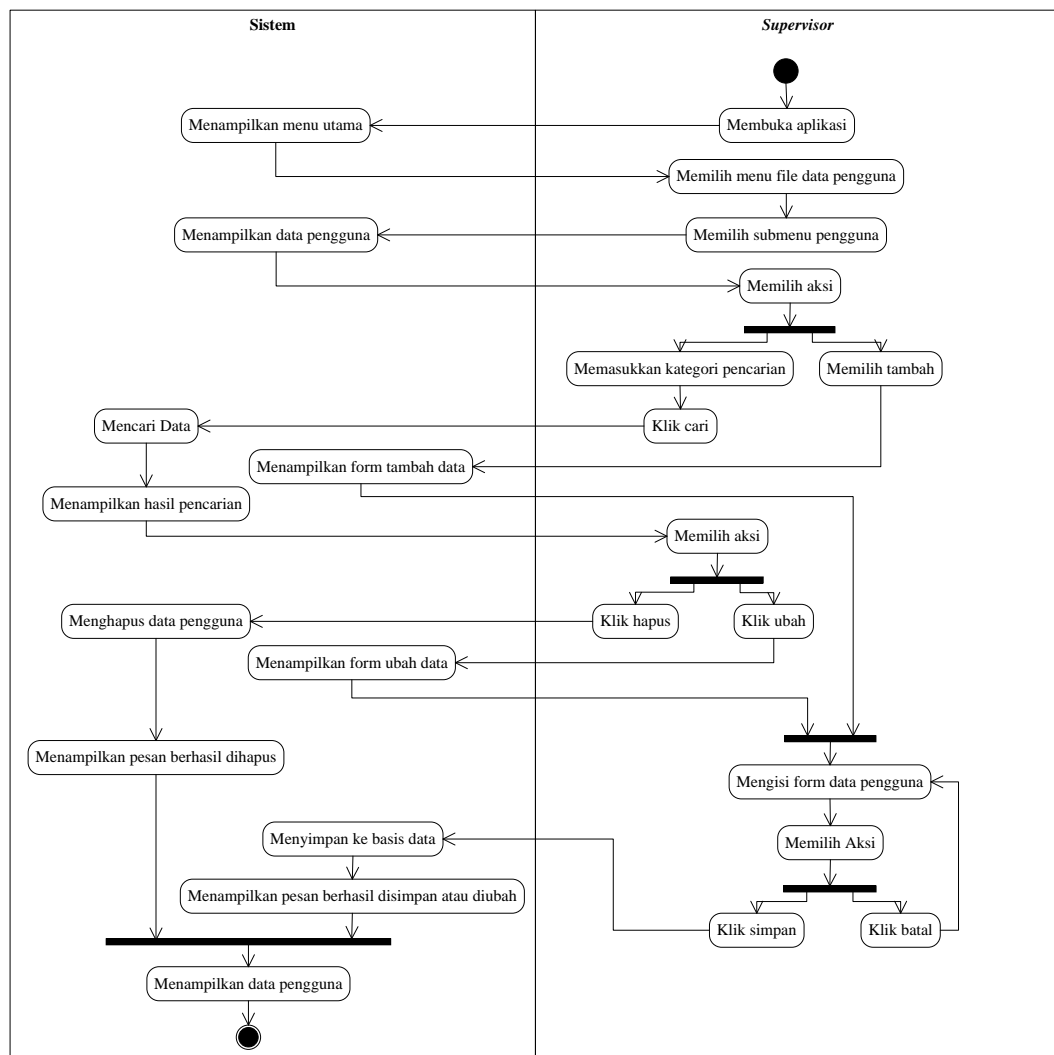 Sistem
Supervisor
Membuka aplikasi
Menampilkan menu utama
Memilih menu file data pengguna
Memilih submenu pengguna
Menampilkan data pengguna
Memilih aksi
Memasukkan kategori pencarian
Memilih tambah
Klik cari
Mencari Data
Menampilkan form tambah data
Menampilkan hasil pencarian
Memilih aksi
Klik hapus
Klik ubah
Menghapus data pengguna
Menampilkan form ubah data
Menampilkan pesan berhasil dihapus
Mengisi form data pengguna
Memilih Aksi
Menyimpan ke basis data
Menampilkan pesan berhasil disimpan atau diubah
Klik simpan
Klik batal
Menampilkan data pengguna